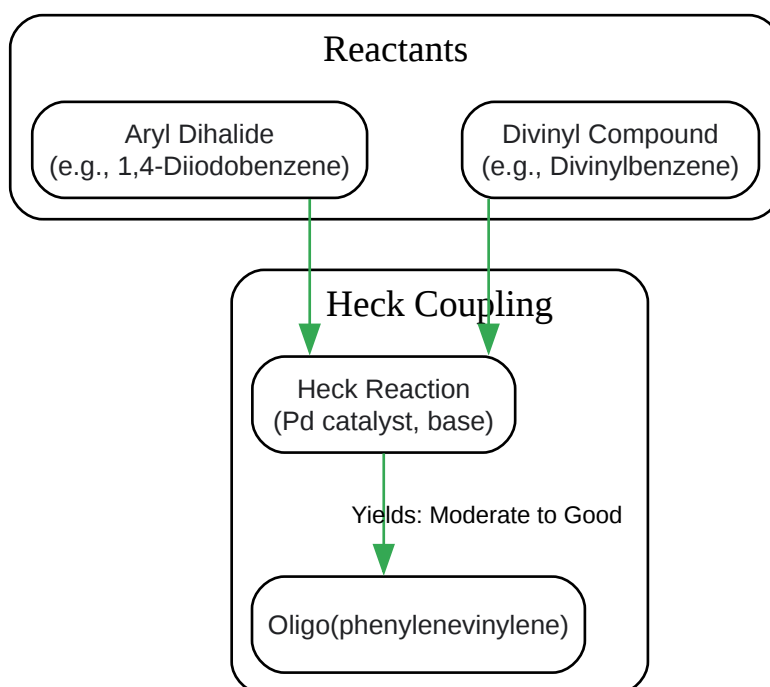 Reactants
Aryl Dihalide
(e.g., 1,4-Diiodobenzene)
Divinyl Compound
(e.g., Divinylbenzene)
Heck Coupling
Heck Reaction
(Pd catalyst, base)
Yields: Moderate to Good
Oligo(phenylenevinylene)